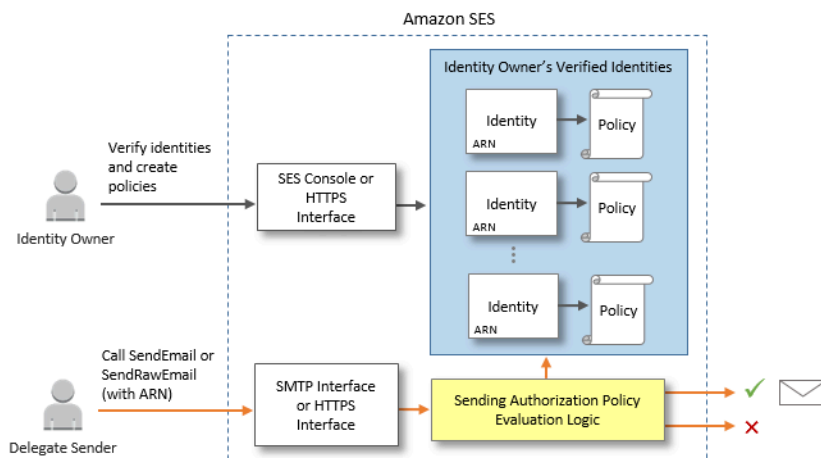 Amazon SES
Identity Owner's Verified Identities
Identity
ARN
Policy
Verify identities
and create
policies
SES Console or
HTTPS
Interface
Identity
ARN
Policy
Identity Owner
Identity
ARN
Policy
Call SendEmail or
SendRawEmail
(with ARN)
SMTP Interface
or HTTPS
Interface
Sending Authorization Policy
Evaluation Logic
Delegate Sender